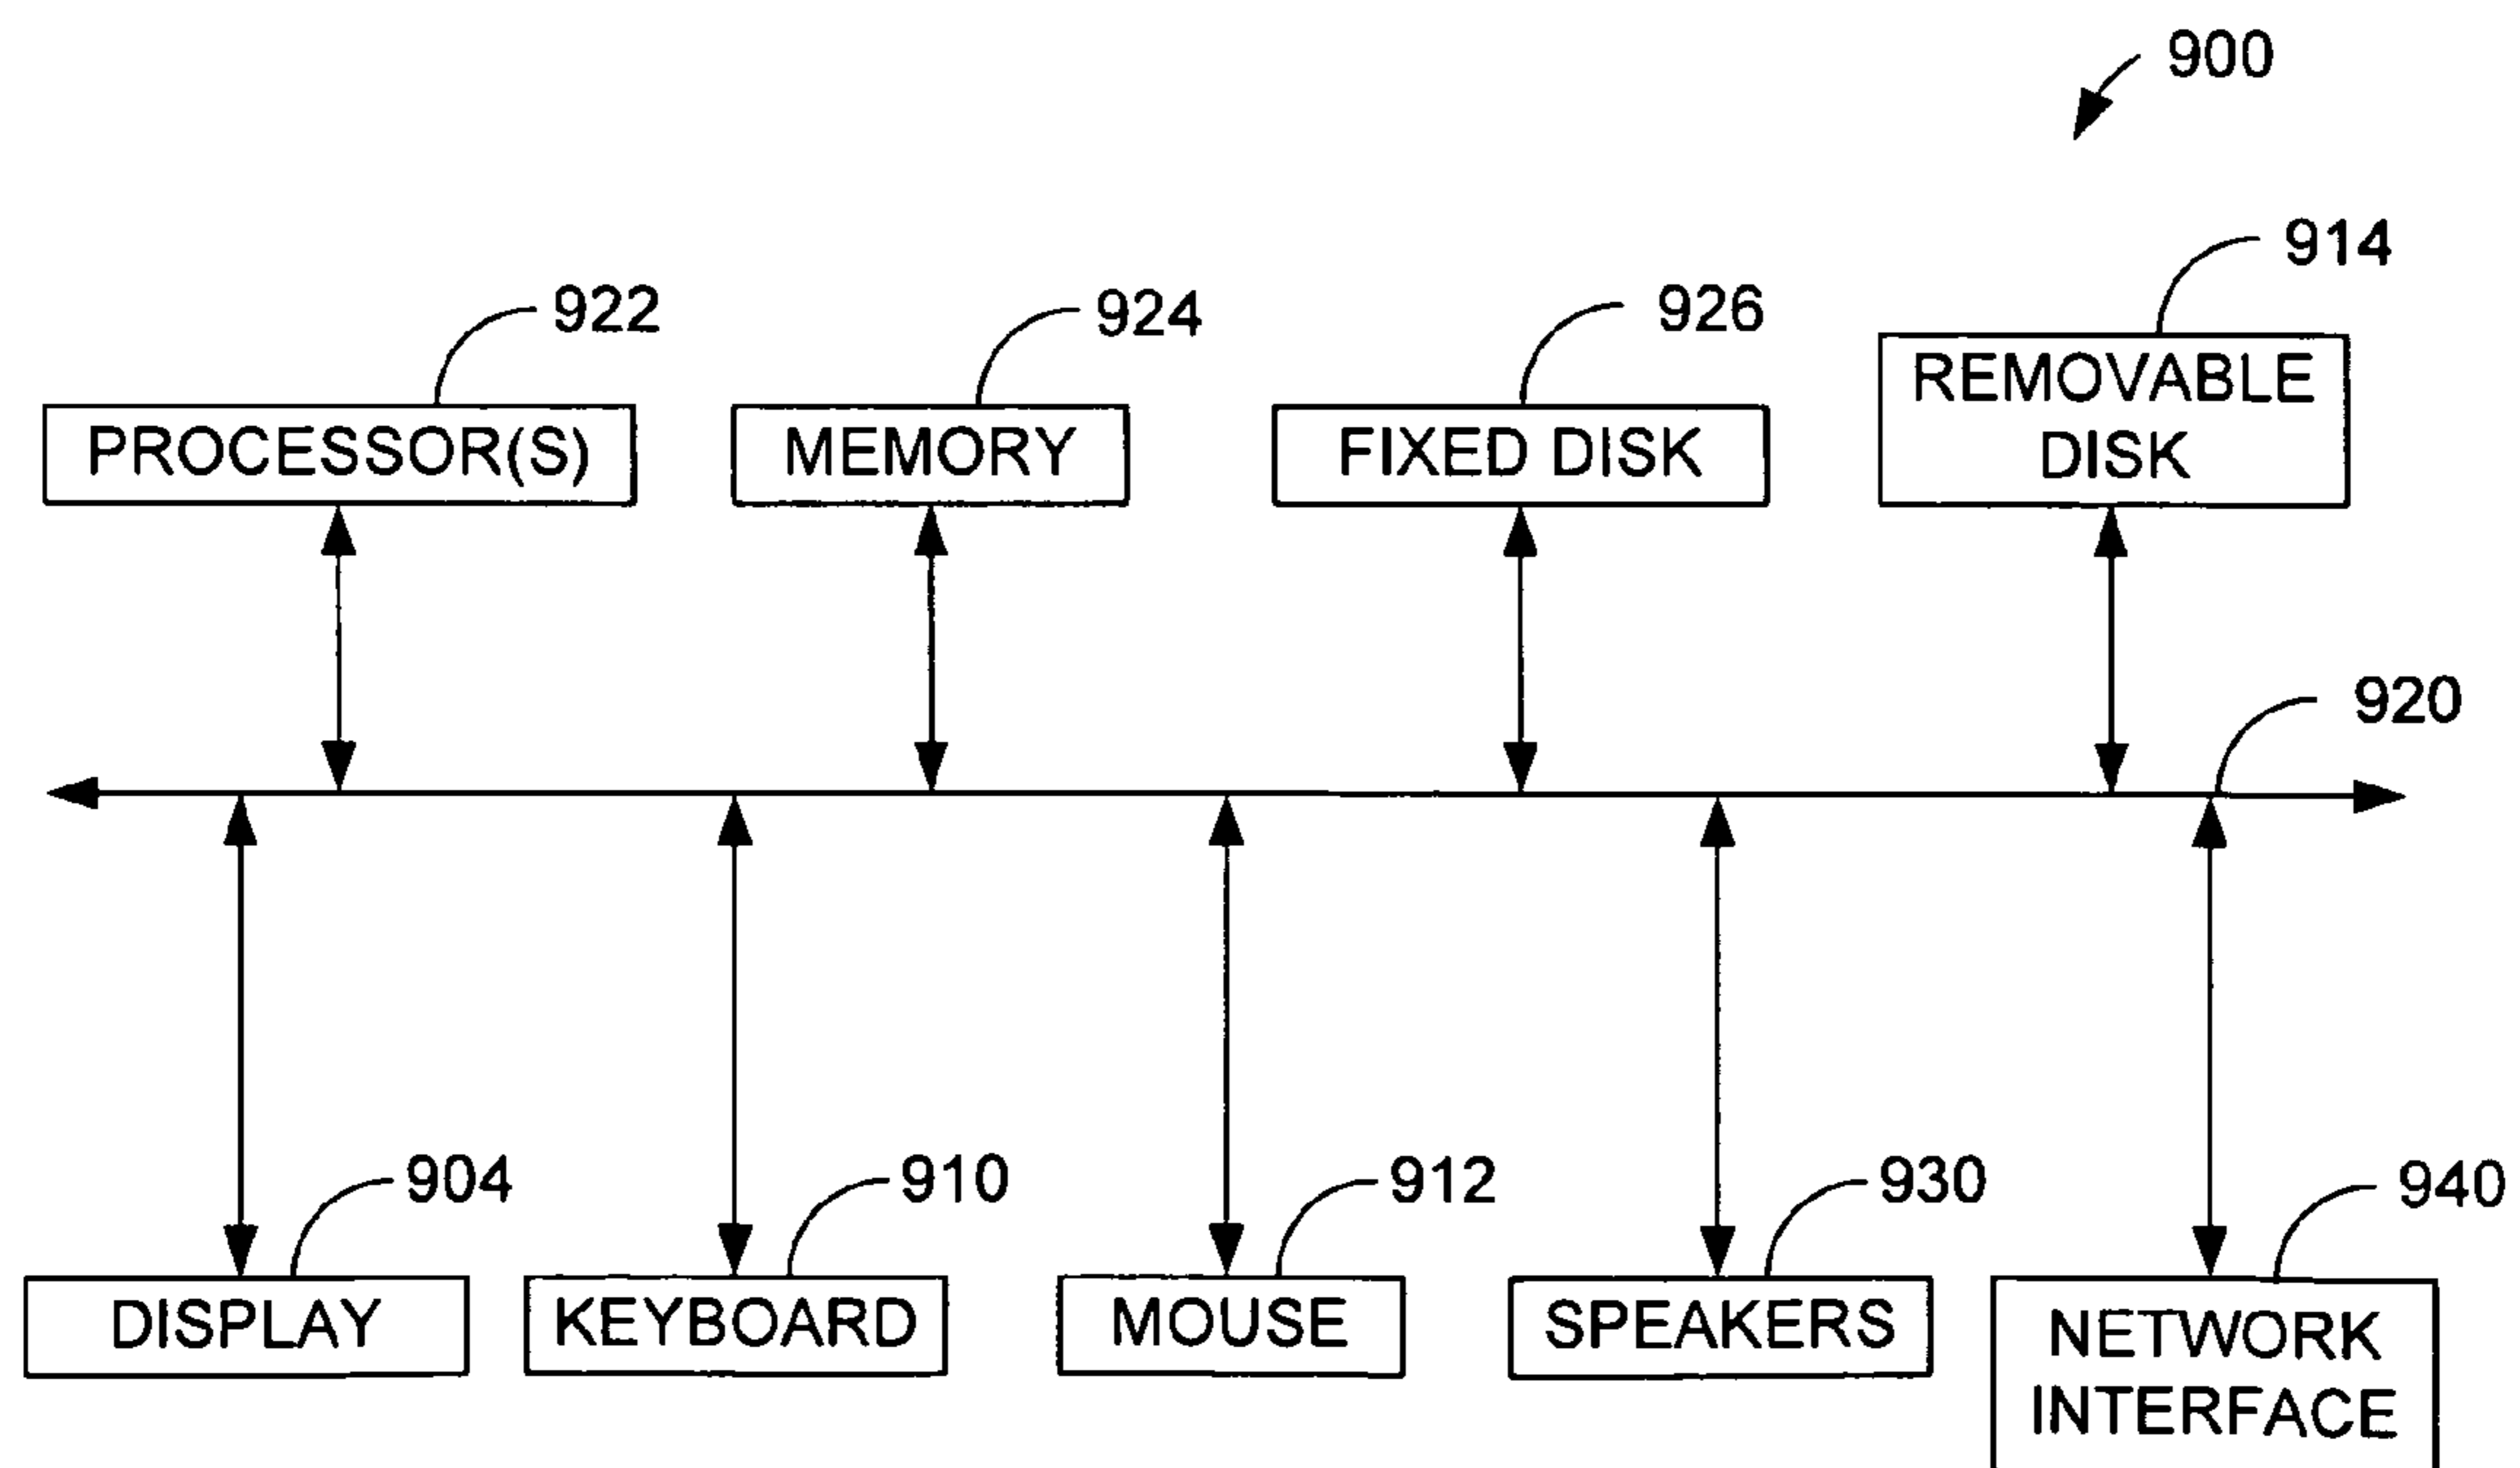 900
914
922
924
926
REMOVABLE
DISK
PROCESSOR(S)
MEMORY
FIXED DISK
920
904
910
912
930
940
DISPLAY
KEYBOARD
MOUSE
SPEAKERS
NETWORK
INTERFACE